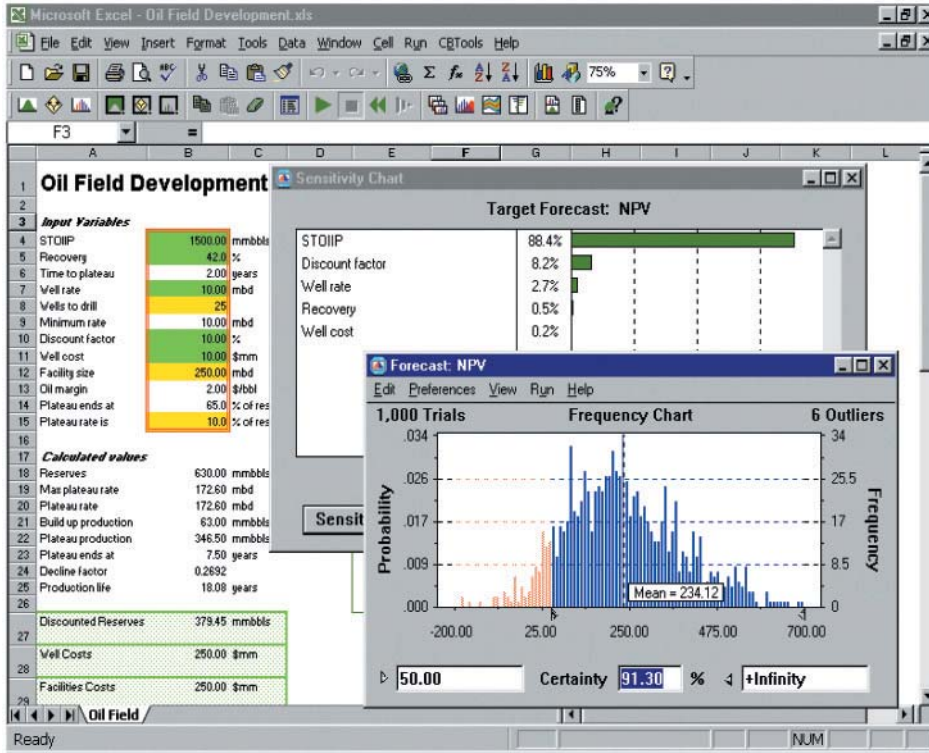 Microsoft Excel - Oil Field Development.xls
File Edit View Insert Format Tools Data Window Cell Run CBTools Help
75%
F3 =
A B C D E F G H I J K L
1 Oil Field Development
2
3 Input Variables
4 STOIIP 1500.00 mmbbls
5 Recovery 42.0 %
6 Time to plateau 2.00 years
7 Well rate 10.00 mbd
8 Wells to drill 25
9 Minimum rate 10.00 mbd
10 Discount factor 10.00 %
11 Well cost 10.00 $mm
12 Facility size 250.00 mbd
13 Oil margin 2.00 $/bbl
14 Plateau ends at 65.0 % of res
15 Plateau rate is 10.0 % of res
16
17 Calculated values
18 Reserves 630.00 mmbbls
19 Max plateau rate 172.60 mbd
20 Plateau rate 172.60 mbd
21 Build up production 63.00 mmbbls
22 Plateau production 346.50 mmbbls
23 Plateau ends at 7.50 years
24 Decline factor 0.2692
25 Production life 18.08 years
26
27 Discounted Reserves 379.45 mmbbls
28 Well Costs 250.00 $mm
29 Facilities Costs 250.00 $mm
Oil Field
Ready NUM
Sensitivity Chart
Target Forecast: NPV
STOIIP 88.4%
Discount factor 8.2%
Well rate 2.7%
Recovery 0.5%
Well cost 0.2%
Sensit
Forecast: NPV
Edit Preferences View Run Help
1,000 Trials Frequency Chart 6 Outliers
Probability
.034
.026
.017
.009
.000
Frequency
34
25.5
17
8.5
0
Mean = 234.12
-200.00 25.00 250.00 475.00 700.00
50.00 Certainty 91.30 % +Infinity